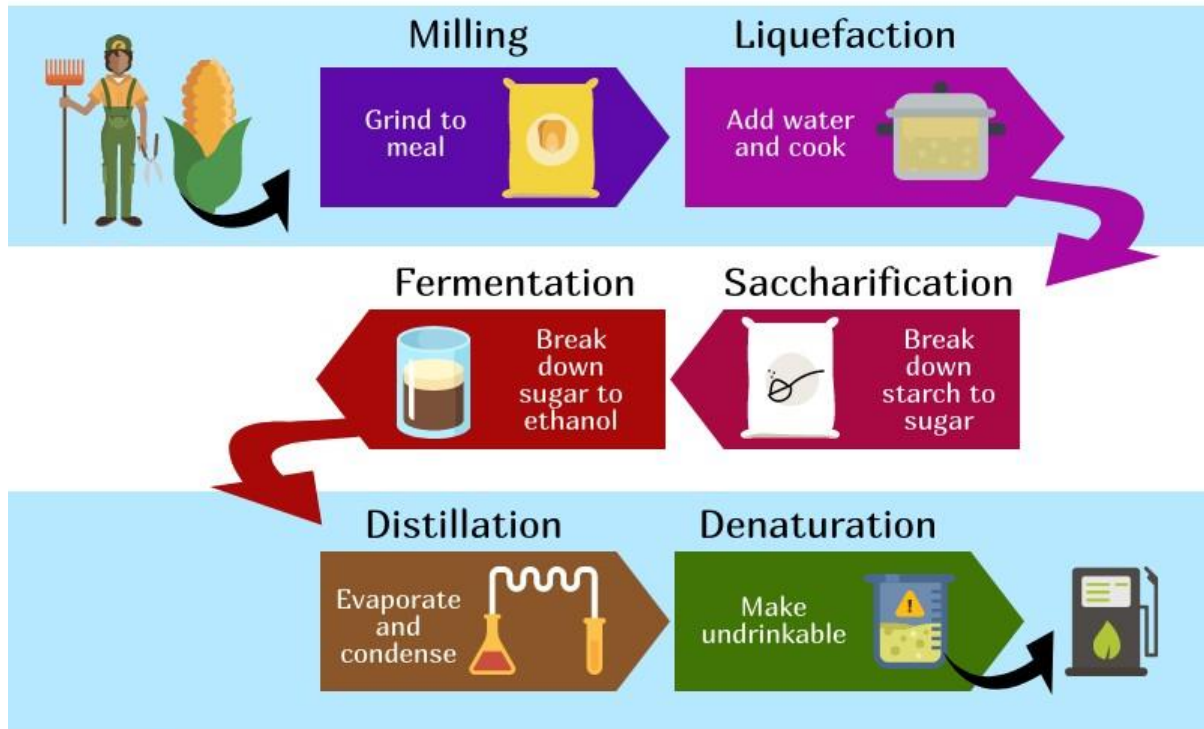 Milling
Grind to
meal
Liquefaction
Add water
and cook
Saccharification
Break
down
starch to
sugar
Fermentation
Break
down
sugar to
ethanol
Distillation
Evaporate
and
condense
Denaturation
Make
undrinkable
!